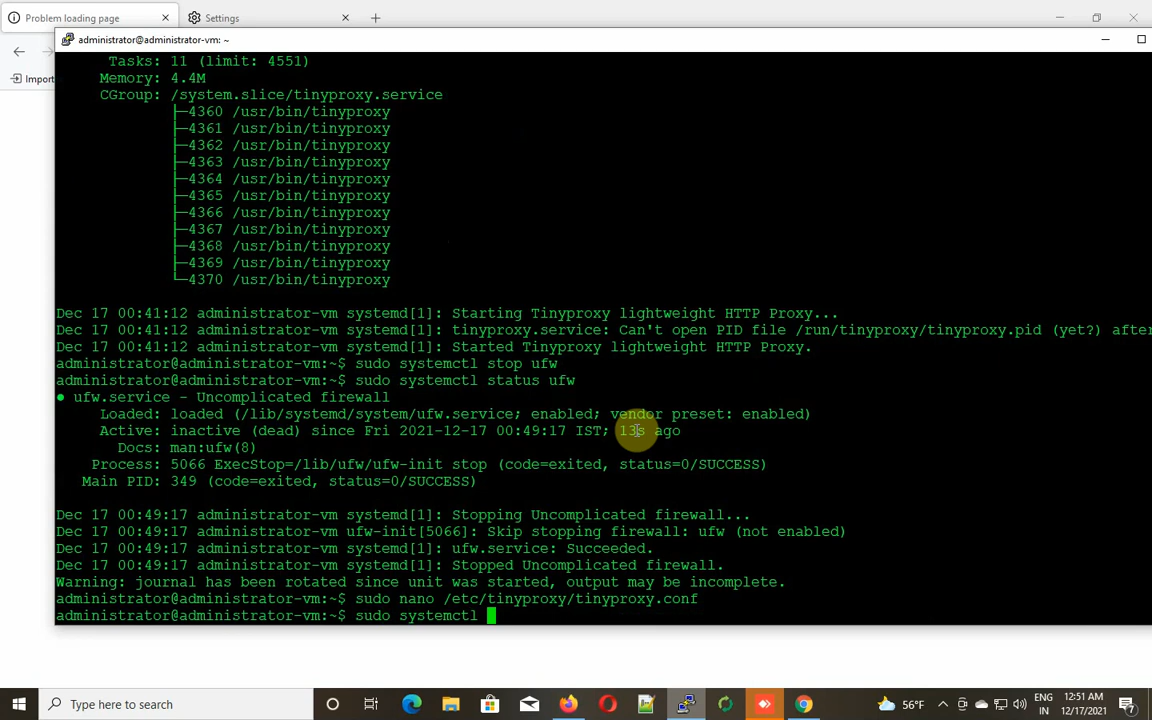 Problem loading page
Settings
administrator@administrator-vm: ~
Import
Tasks: 11 (limit: 4551)
Memory: 4.4M
CGroup: /system.slice/tinyproxy.service
├─4360 /usr/bin/tinyproxy
├─4361 /usr/bin/tinyproxy
├─4362 /usr/bin/tinyproxy
├─4363 /usr/bin/tinyproxy
├─4364 /usr/bin/tinyproxy
├─4365 /usr/bin/tinyproxy
├─4366 /usr/bin/tinyproxy
├─4367 /usr/bin/tinyproxy
├─4368 /usr/bin/tinyproxy
├─4369 /usr/bin/tinyproxy
└─4370 /usr/bin/tinyproxy
Dec 17 00:41:12 administrator-vm systemd[1]: Starting Tinyproxy lightweight HTTP Proxy...
Dec 17 00:41:12 administrator-vm systemd[1]: tinyproxy.service: Can't open PID file /run/tinyproxy/tinyproxy.pid (yet?) after
Dec 17 00:41:12 administrator-vm systemd[1]: Started Tinyproxy lightweight HTTP Proxy.
administrator@administrator-vm:~$ sudo systemctl stop ufw
administrator@administrator-vm:~$ sudo systemctl status ufw
● ufw.service - Uncomplicated firewall
Loaded: loaded (/lib/systemd/system/ufw.service; enabled; vendor preset: enabled)
Active: inactive (dead) since Fri 2021-12-17 00:49:17 IST; 13s ago
Docs: man:ufw(8)
Process: 5066 ExecStop=/lib/ufw/ufw-init stop (code=exited, status=0/SUCCESS)
Main PID: 349 (code=exited, status=0/SUCCESS)
Dec 17 00:49:17 administrator-vm systemd[1]: Stopping Uncomplicated firewall...
Dec 17 00:49:17 administrator-vm ufw-init[5066]: Skip stopping firewall: ufw (not enabled)
Dec 17 00:49:17 administrator-vm systemd[1]: ufw.service: Succeeded.
Dec 17 00:49:17 administrator-vm systemd[1]: Stopped Uncomplicated firewall.
Warning: journal has been rotated since unit was started, output may be incomplete.
administrator@administrator-vm:~$ sudo nano /etc/tinyproxy/tinyproxy.conf
administrator@administrator-vm:~$ sudo systemctl
Type here to search
56°F
ENG
IN
12:51 AM
12/17/2021
7